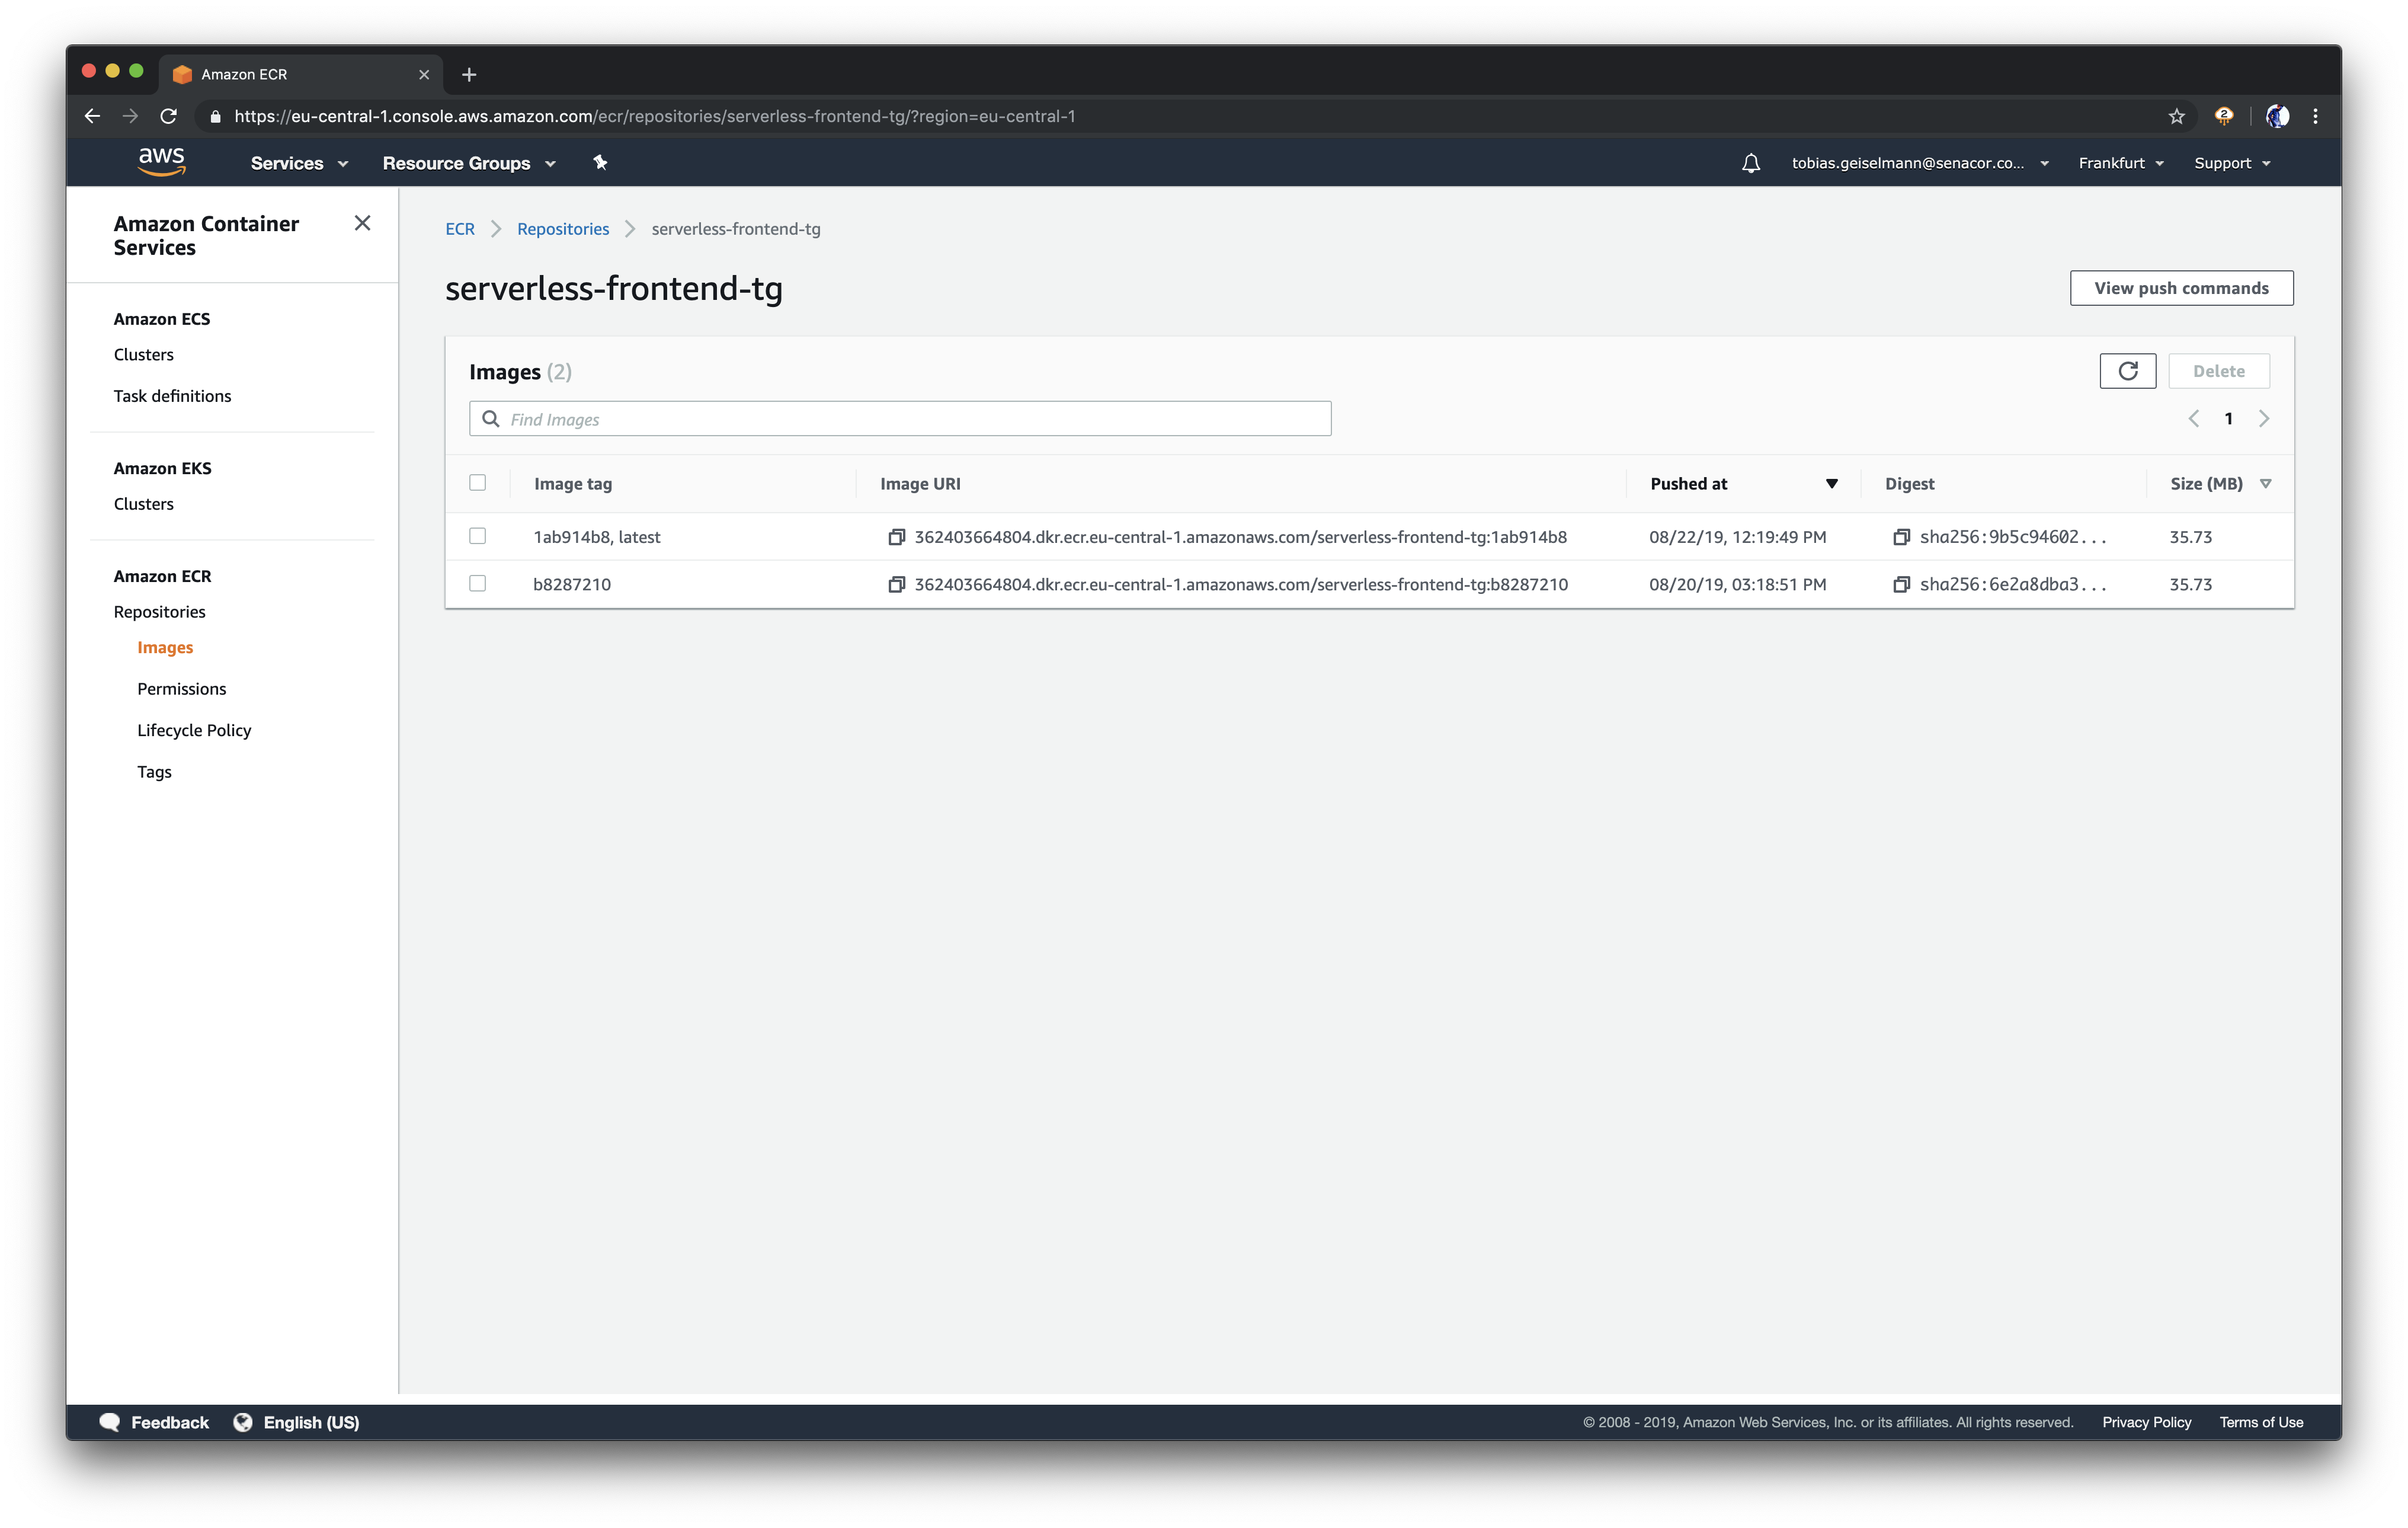 Amazon ECR
https://eu-central-1.console.aws.amazon.com/ecr/repositories/serverless-frontend-tg/?region=eu-central-1
2
aws Services Resource Groups tobias.geiselmann@senacor.co... Frankfurt Support
Amazon Container
Services
Amazon ECS
Clusters
Task definitions
Amazon EKS
Clusters
Amazon ECR
Repositories
Images
Permissions
Lifecycle Policy
Tags
ECR Repositories serverless-frontend-tg
serverless-frontend-tg View push commands
Images (2) Delete
Find Images 1
Image tag Image URI Pushed at Digest Size (MB)
1ab914b8, latest 362403664804.dkr.ecr.eu-central-1.amazonaws.com/serverless-frontend-tg:1ab914b8 08/22/19, 12:19:49 PM sha256:9b5c94602... 35.73
b8287210 362403664804.dkr.ecr.eu-central-1.amazonaws.com/serverless-frontend-tg:b8287210 08/20/19, 03:18:51 PM sha256:6e2a8dba3... 35.73
Feedback English (US) © 2008 - 2019, Amazon Web Services, Inc. or its affiliates. All rights reserved. Privacy Policy Terms of Use